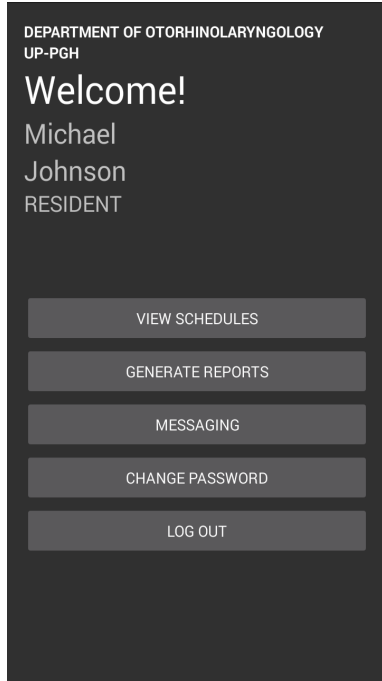 DEPARTMENT OF OTORHINOLARYNGOLOGY
UP-PGH
Welcome!
Michael
Johnson
RESIDENT
VIEW SCHEDULES
GENERATE REPORTS
MESSAGING
CHANGE PASSWORD
LOG OUT